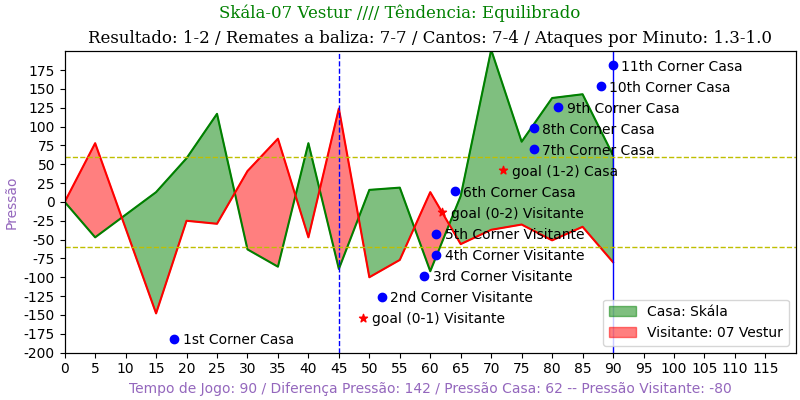 Skála-07 Vestur //// Têndencia: Equilibrado
Resultado: 1-2 / Remates a baliza: 7-7 / Cantos: 7-4 / Ataques por Minuto: 1.3-1.0
Pressão
175
150
125
100
75
50
25
0
-25
-50
-75
-100
-125
-150
-175
-200
11th Corner Casa
10th Corner Casa
9th Corner Casa
8th Corner Casa
7th Corner Casa
goal (1-2) Casa
6th Corner Casa
goal (0-2) Visitante
5th Corner Visitante
4th Corner Visitante
3rd Corner Visitante
2nd Corner Visitante
goal (0-1) Visitante
1st Corner Casa
Casa: Skála
Visitante: 07 Vestur
0 5 10 15 20 25 30 35 40 45 50 55 60 65 70 75 80 85 90 95 100 105 110 115
Tempo de Jogo: 90 / Diferença Pressão: 142 / Pressão Casa: 62 -- Pressão Visitante: -80